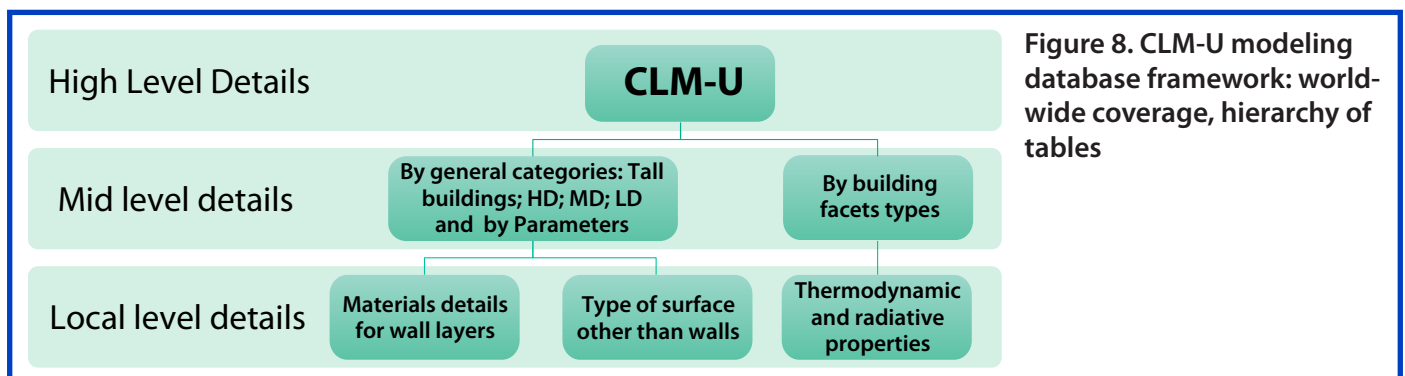 High Level Details
CLM-U
Figure 8. CLM-U modeling
database framework: world-
wide coverage, hierarchy of
tables
Mid level details
By general categories: Tall
buildings; HD; MD; LD
and by Parameters
By building
facets types
Local level details
Materials details
for wall layers
Type of surface
other than walls
Thermodynamic
and radiative
properties